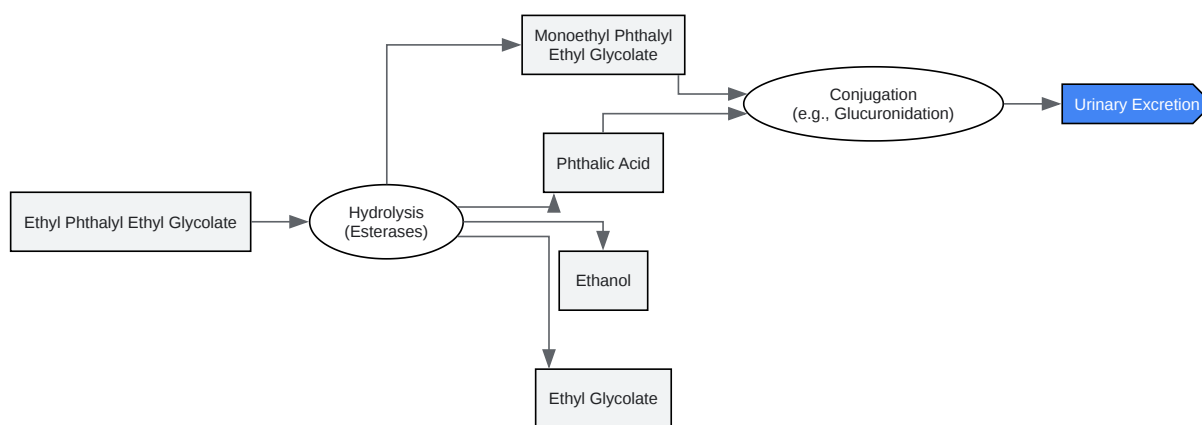 Ethyl Phthalyl Ethyl Glycolate
Hydrolysis
(Esterases)
Monoethyl Phthalyl
Ethyl Glycolate
Phthalic Acid
Ethanol
Ethyl Glycolate
Conjugation
(e.g., Glucuronidation)
Urinary Excretion